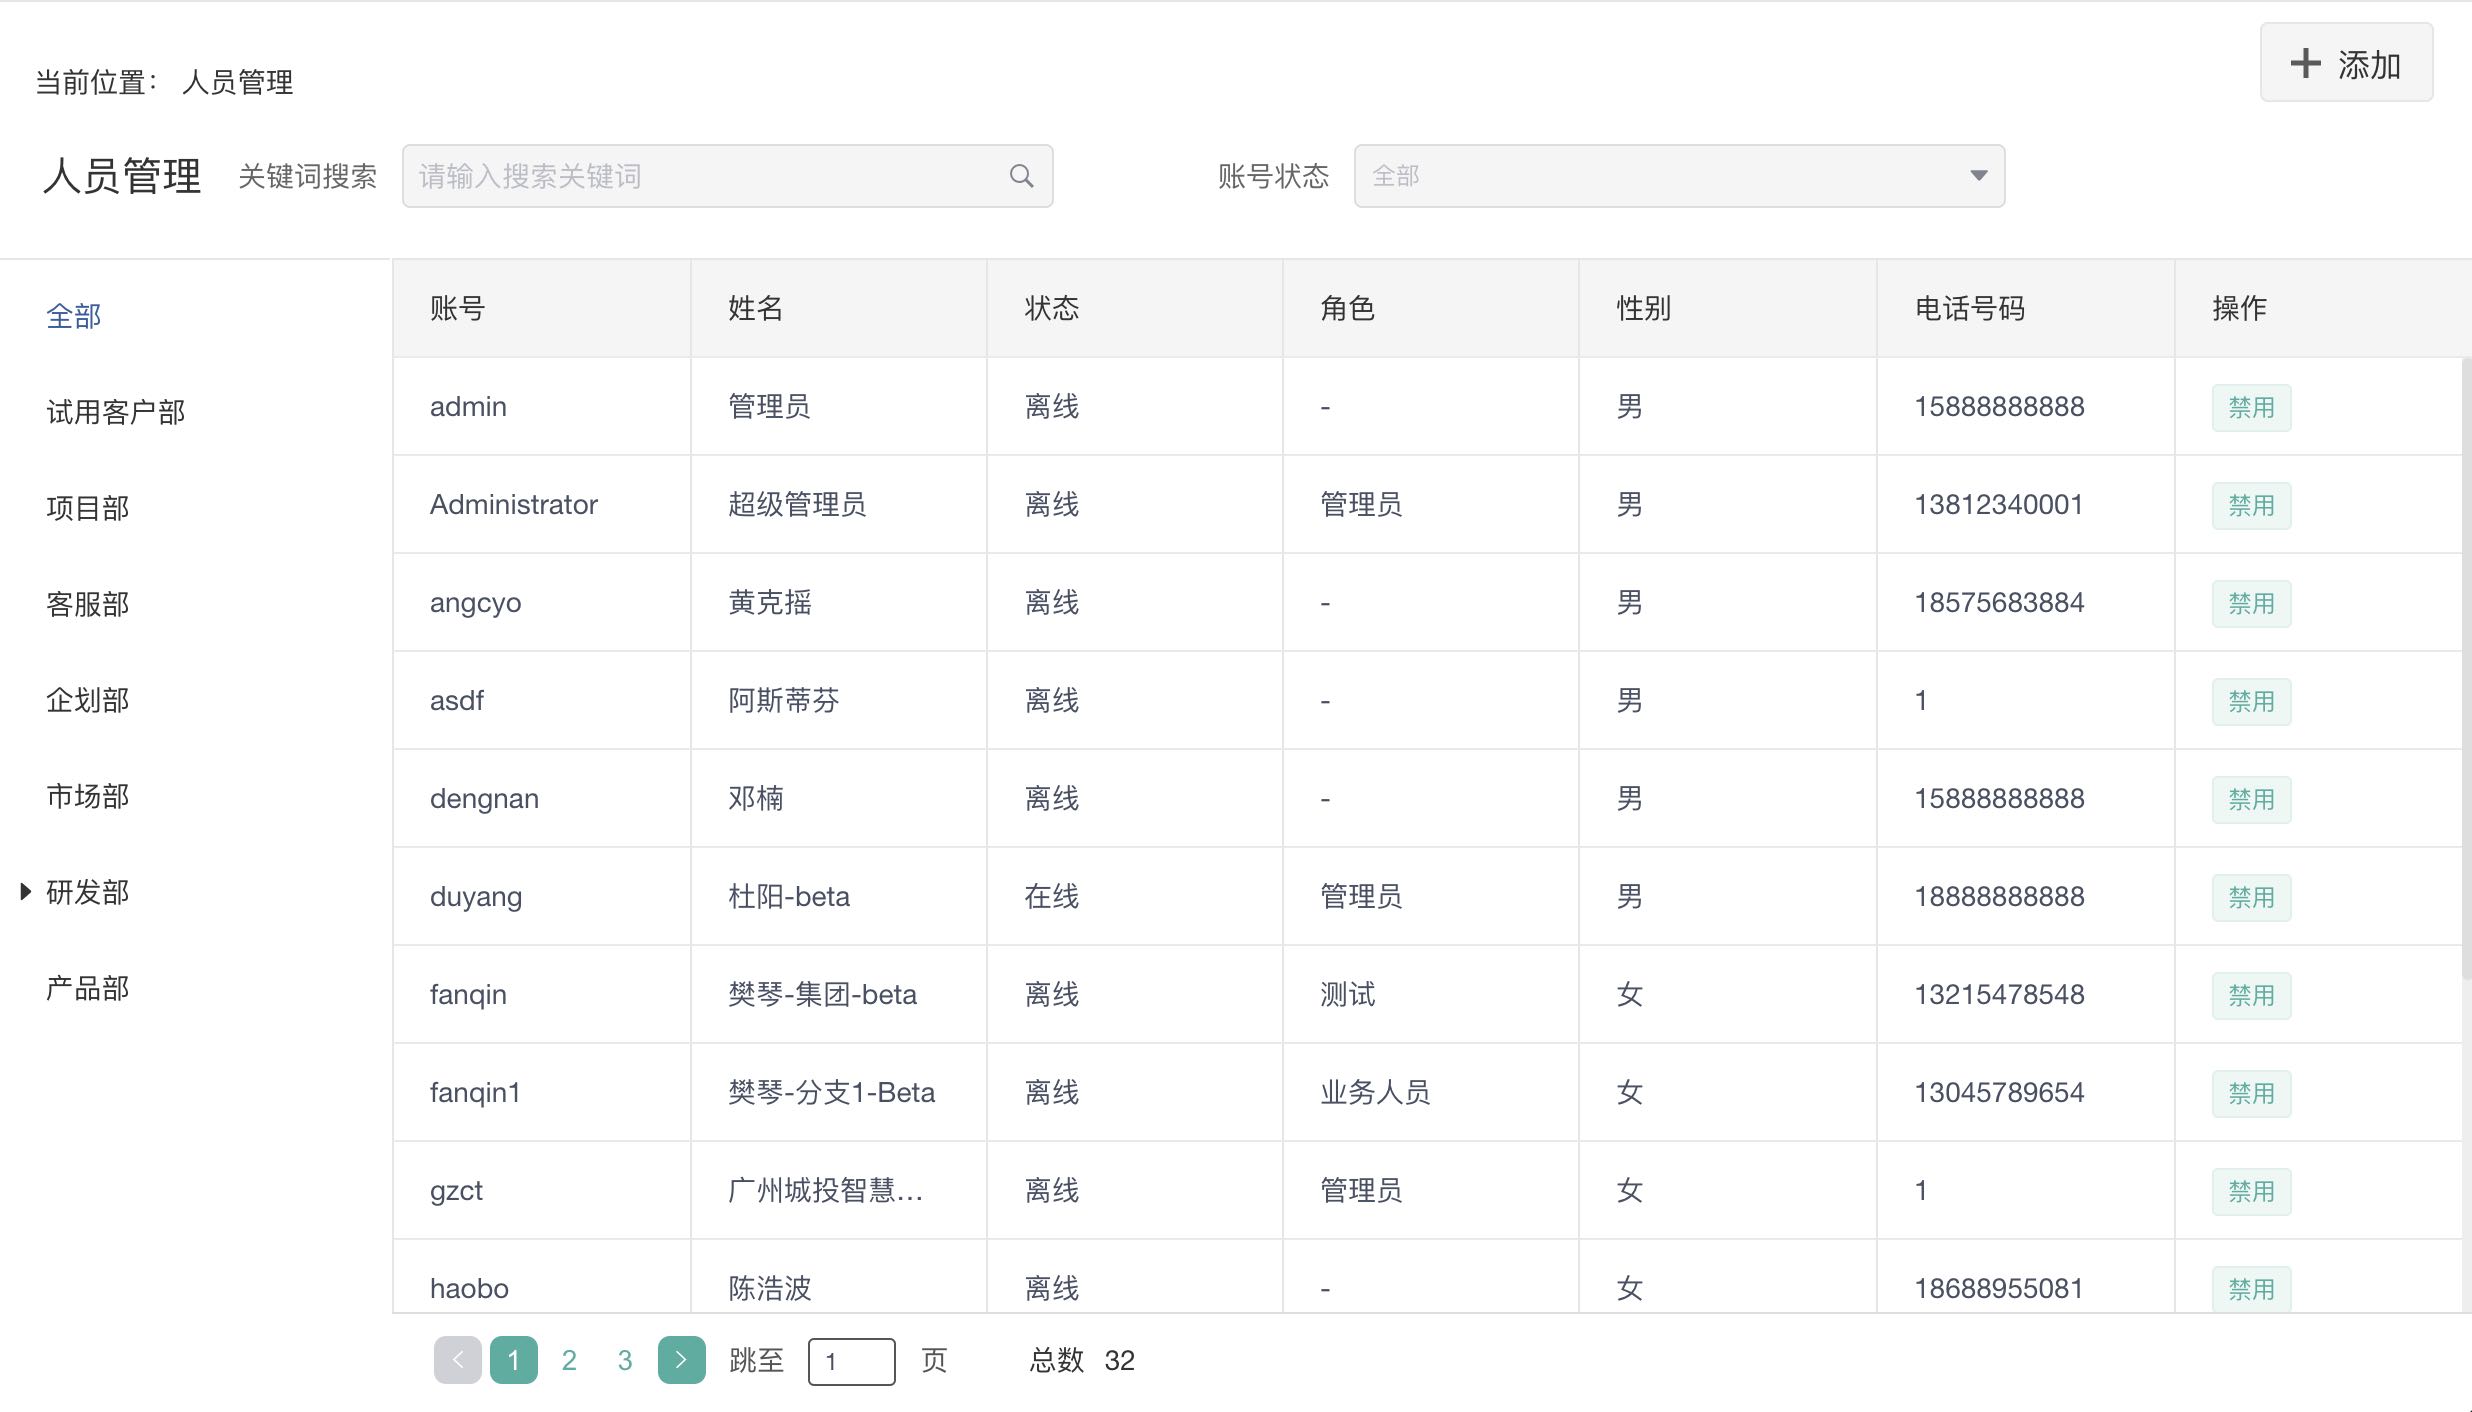 添加
当前位置： 人员管理
人员管理 关键词搜索 请输入搜索关键词 账号状态 全部
全部
试用客户部
项目部
客服部
企划部
市场部
研发部
产品部
账号 姓名 状态 角色 性别 电话号码 操作
admin 管理员 离线 - 男 15888888888 禁用
Administrator 超级管理员 离线 管理员 男 13812340001 禁用
angcyo 黄克摇 离线 - 男 18575683884 禁用
asdf 阿斯蒂芬 离线 - 男 1 禁用
dengnan 邓楠 离线 - 男 15888888888 禁用
duyang 杜阳-beta 在线 管理员 男 18888888888 禁用
fanqin 樊琴-集团-beta 离线 测试 女 13215478548 禁用
fanqin1 樊琴-分支1-Beta 离线 业务人员 女 13045789654 禁用
gzct 广州城投智慧... 离线 管理员 女 1 禁用
haobo 陈浩波 离线 - 女 18688955081 禁用
1 2 3 跳至 1 页 总数 32